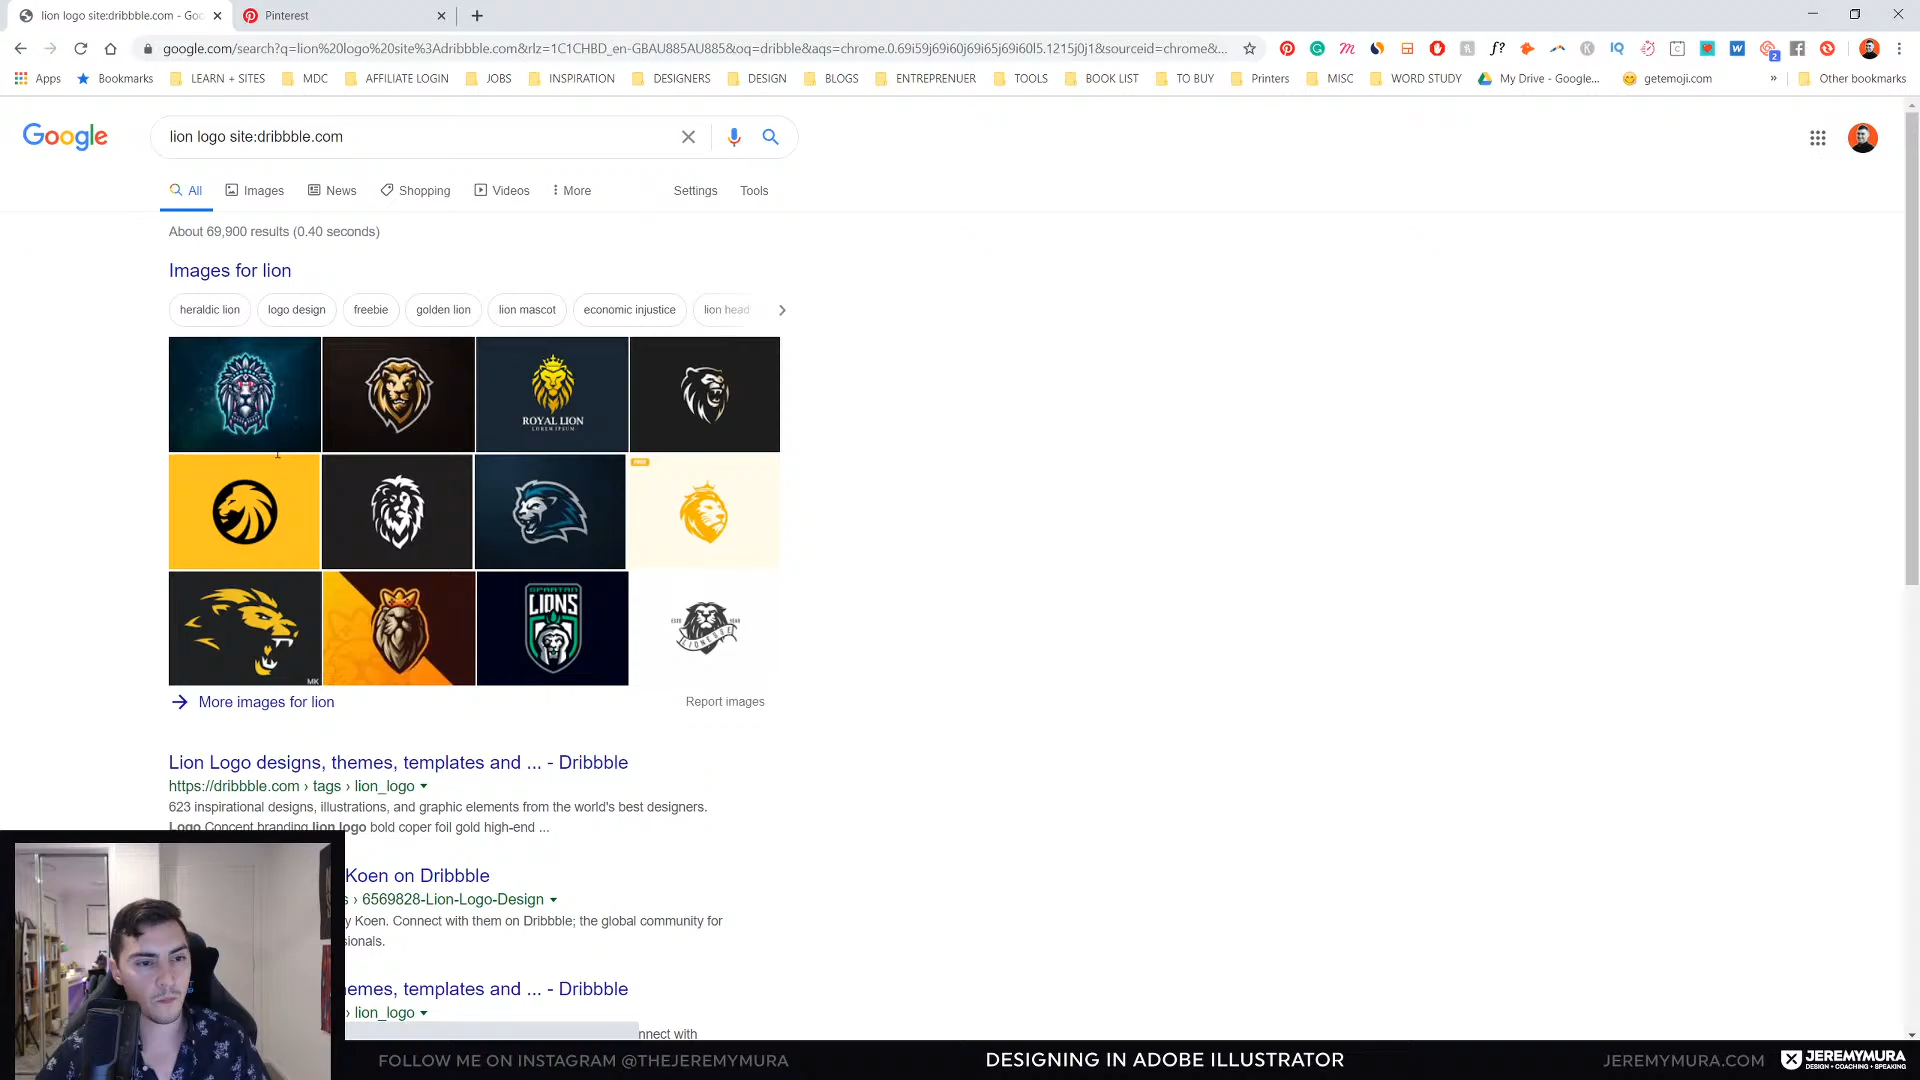 lion logo site:dribbble.com - Goo
Pinterest
google.com/search?q=lion%20logo%20site%3Adribbble.com&rlz=1C1CHBD_en-GBAU885AU885&oq=dribble&aqs=chrome.0.69i59j69i60j69i65j69i60l5.1215j0j1&sourceid=chrome&...
Apps
Bookmarks
LEARN + SITES
MDC
AFFILIATE LOGIN
JOBS
INSPIRATION
DESIGNERS
DESIGN
BLOGS
ENTREPRENUER
TOOLS
BOOK LIST
TO BUY
Printers
MISC
WORD STUDY
My Drive - Google...
getemoji.com
»
Other bookmarks
Google
lion logo site:dribbble.com
All
Images
News
Shopping
Videos
More
Settings
Tools
About 69,900 results (0.40 seconds)
Images for lion
heraldic lion
logo design
freebie
golden lion
lion mascot
economic injustice
lion head
ROYAL LION
LOREM IPSUM
FREE
MK
SPARTAN
LIONS
ESTD
YEAR
LIONESSE
More images for lion
Report images
Lion Logo designs, themes, templates and ... - Dribbble
https://dribbble.com › tags › lion_logo
623 inspirational designs, illustrations, and graphic elements from the world's best designers.
Logo Concept branding lion logo bold coper foil gold high-end ...
Koen on Dribbble
s › 6569828-Lion-Logo-Design
y Koen. Connect with them on Dribbble; the global community for
sionals.
emes, templates and ... - Dribbble
› lion_logo
nnect with
FOLLOW ME ON INSTAGRAM @THEJEREMYMURA
DESIGNING IN ADOBE ILLUSTRATOR
JEREMYMURA.COM
JEREMYMURA
DESIGN • COACHING • SPEAKING